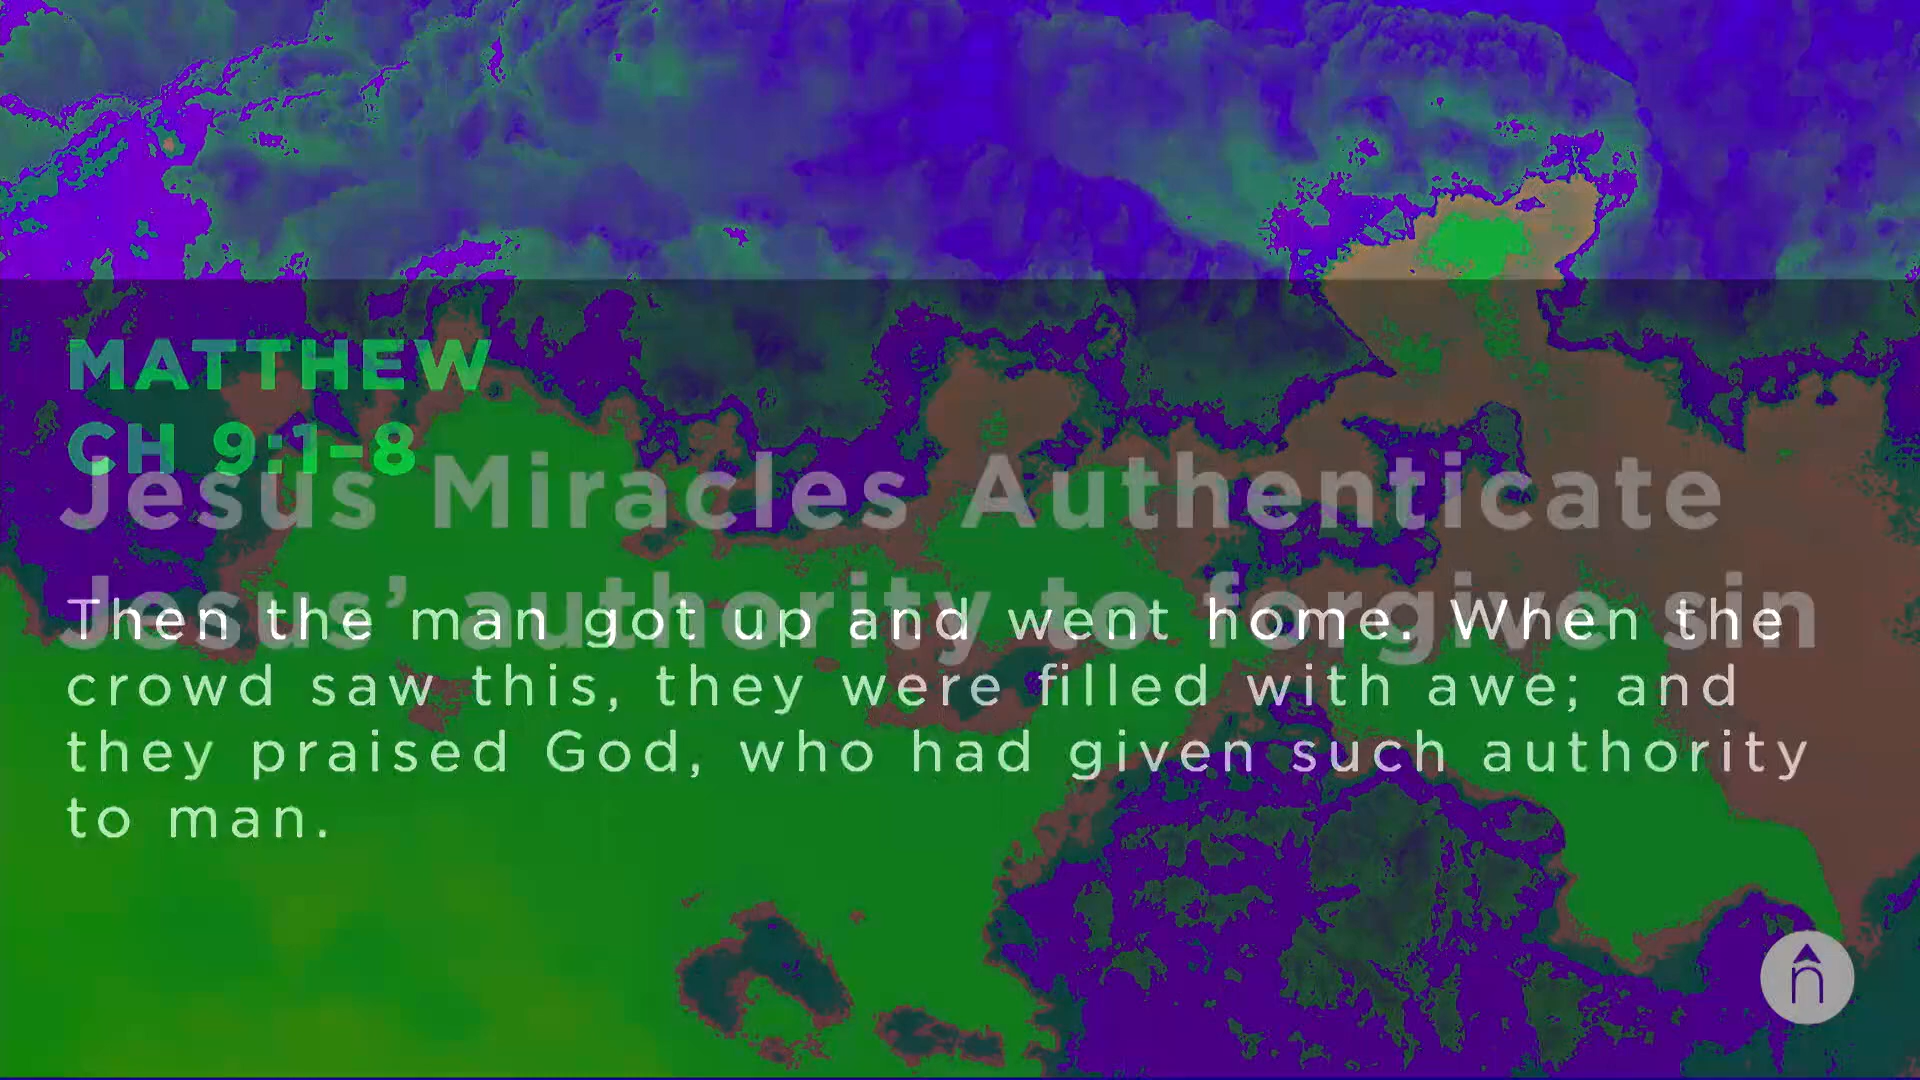 MATTHEW
CH 9:1-8
Jesus Miracles Authenticate
Jesus’ authority to forgive sin
Then the man got up and went home. When the
crowd saw this, they were filled with awe; and
they praised God, who had given such authority
to man.
n